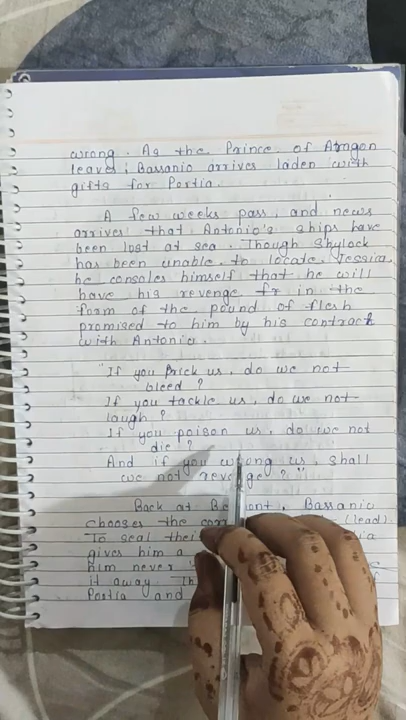 wrong. As the Prince of Aragon
leaves, Bassanio arrives laden with
gifts for Portia.
A few weeks pass, and news
arrives that Antonio's ships have
been lost at sea. Though Shylock
has been unable to locate Jessica,
he consoles himself that he will
have his revenge fr in the
form of the pound of flesh
promised to him by his contract
with Antonio.
"If you prick us, do we not
bleed?
If you tackle us, do we not
laugh?
If you poison us, do we not
die?
And if you wrong us, shall
we not revenge?"
Back at Bassanio
chooses the (lead).
To seal
gives him a
him never
it away.
Portia and